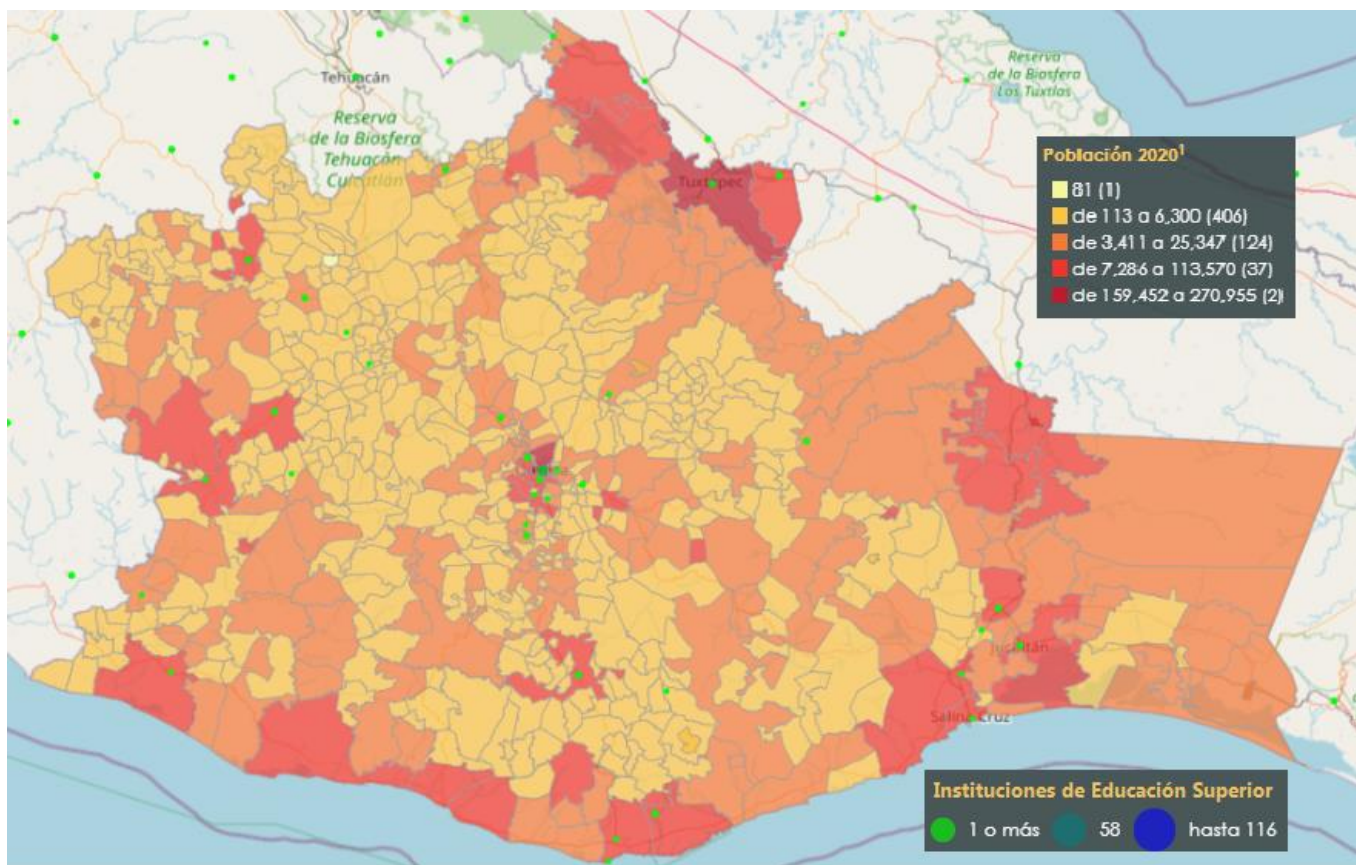 Tehuacán
Reserva
de la Biosfera
Tehuacán
Cuicatlán
Reserva
de la Biosfera
Los Tuxtlas
Población 2020¹
81 (1)
de 113 a 6,300 (406)
de 3,411 a 25,347 (124)
de 7,286 a 113,570 (37)
de 159,452 a 270,955 (2)
Tuxtepec
Juchitán
Salina Cruz
Instituciones de Educación Superior
1 o más
58
hasta 116